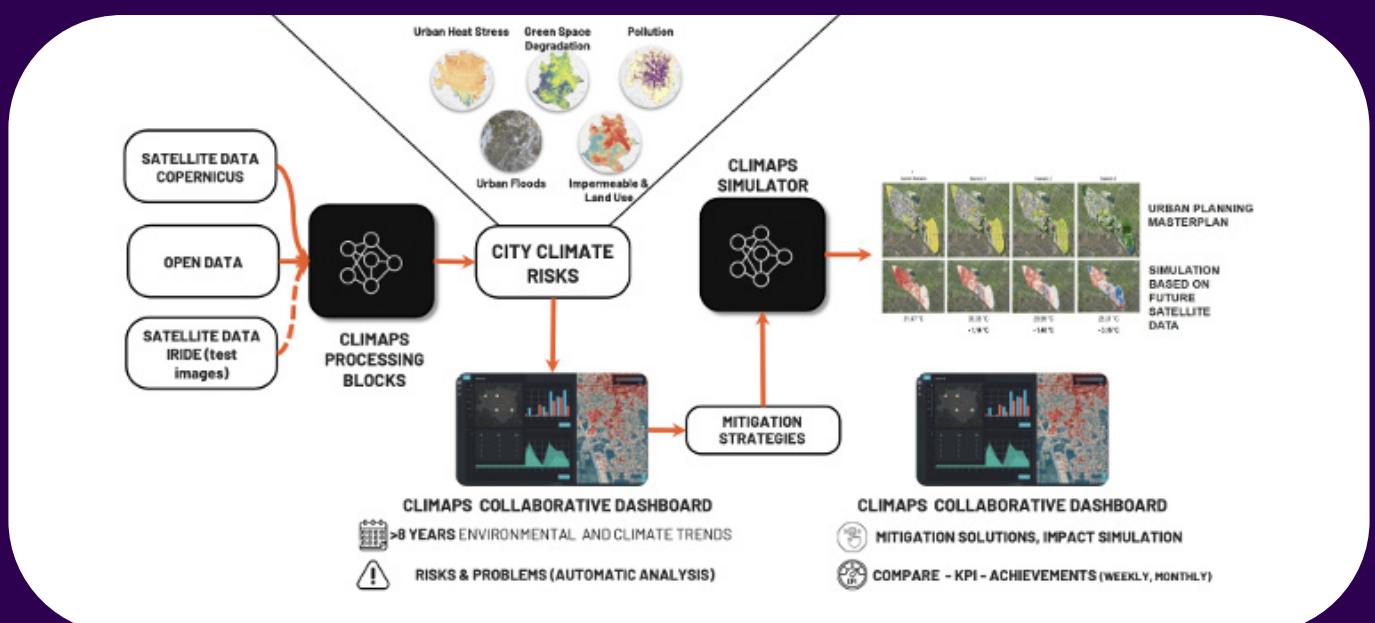 Urban Heat Stress
Green Space
Degradation
Pollution
Urban Floods
Impermeable &
Land Use
SATELLITE DATA
COPERNICUS
OPEN DATA
SATELLITE DATA
IRIDE (test
images)
CLIMAPS
PROCESSING
BLOCKS
CITY CLIMATE
RISKS
CLIMAPS
SIMULATOR
URBAN PLANNING
MASTERPLAN
SIMULATION
BASED ON
FUTURE
SATELLITE
DATA
MITIGATION
STRATEGIES
CLIMAPS COLLABORATIVE DASHBOARD
>8 YEARS ENVIRONMENTAL AND CLIMATE TRENDS
RISKS & PROBLEMS (AUTOMATIC ANALYSIS)
CLIMAPS COLLABORATIVE DASHBOARD
MITIGATION SOLUTIONS, IMPACT SIMULATION
COMPARE - KPI - ACHIEVEMENTS (WEEKLY, MONTHLY)